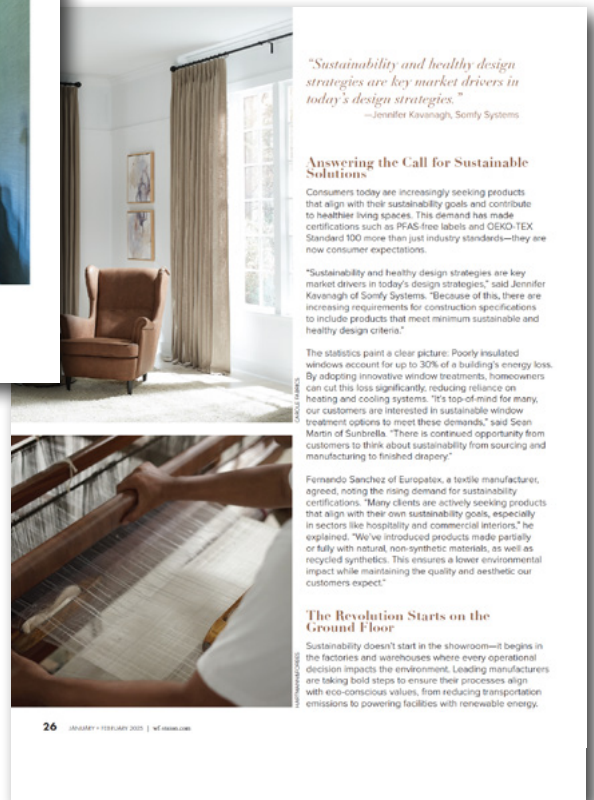 “Sustainability and healthy design
strategies are key market drivers in
today’s design strategies.”
—Jennifer Kavanagh, Somfy Systems
Answering the Call for Sustainable
Solutions
Consumers today are increasingly seeking products
that align with their sustainability goals and contribute
to healthier living spaces. This demand has made
certifications such as PFAS-free labels and OEKO-TEX
Standard 100 more than just industry standards—they are
now consumer expectations.
“Sustainability and healthy design strategies are key
market drivers in today’s design strategies,” said Jennifer
Kavanagh of Somfy Systems. “Because of this, there are
increasing requirements for construction specifications
to include products that meet minimum sustainable and
healthy design criteria.”
The statistics paint a clear picture: Poorly insulated
windows account for up to 30% of a building’s energy loss.
By adopting innovative window treatments, homeowners
can cut this loss significantly, reducing reliance on
heating and cooling systems. “It’s top-of-mind for many,
our customers are interested in sustainable window
treatment options to meet these demands,” said Sean
Martin of Sunbrella. “There is continued opportunity from
customers to think about sustainability from sourcing and
manufacturing to finished drapery.”
Fernando Sanchez of Europatex, a textile manufacturer,
agreed, noting the rising demand for sustainability
certifications. “Many clients are actively seeking products
that align with their own sustainability goals, especially
in sectors like hospitality and commercial interiors,” he
explained. “We’ve introduced products made partially
or fully with natural, non-synthetic materials, as well as
recycled synthetics. This ensures a lower environmental
impact while maintaining the quality and aesthetic our
customers expect.”
The Revolution Starts on the
Ground Floor
Sustainability doesn’t start in the showroom—it begins in
the factories and warehouses where every operational
decision impacts the environment. Leading manufacturers
are taking bold steps to ensure their processes align
with eco-conscious values, from reducing transportation
emissions to powering facilities with renewable energy.
CAROLE FABRICS
HARTMANN&FORBES
26 JANUARY + FEBRUARY 2025 | wf-vision.com